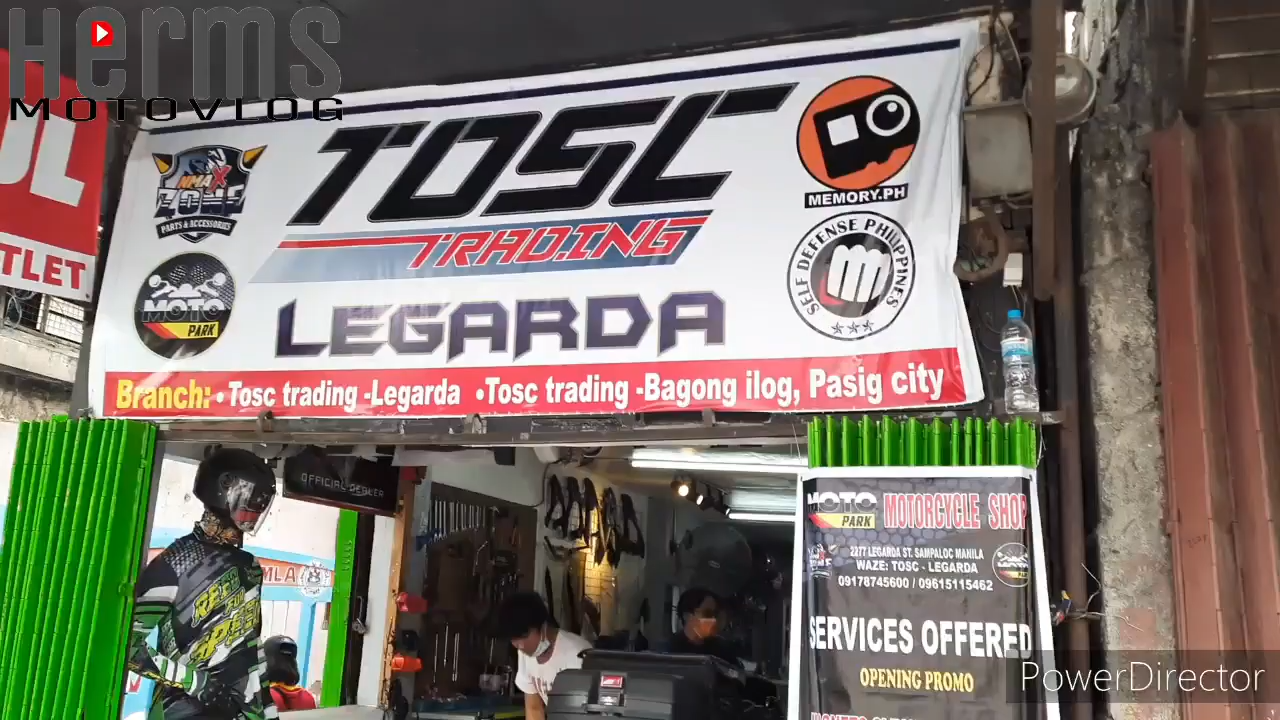 Herms
MOTOVLOG
OL
TLET
TOSC
TRADING
LEGARDA
NMAX
ZONE
PARTS & ACCESSORIES
MOTO
PARK
MEMORY.PH
SELF DEFENSE PHILIPPINES
Branch: • Tosc trading -Legarda •Tosc trading -Bagong ilog, Pasig city
OFFICIAL DEALER
MLA
MOTO
PARK
MOTORCYCLE SHOP
2277 LEGARDA ST. SAMPALOC MANILA
WAZE: TOSC - LEGARDA
09178745600 / 09615115462
SERVICES OFFERED
OPENING PROMO
PowerDirector